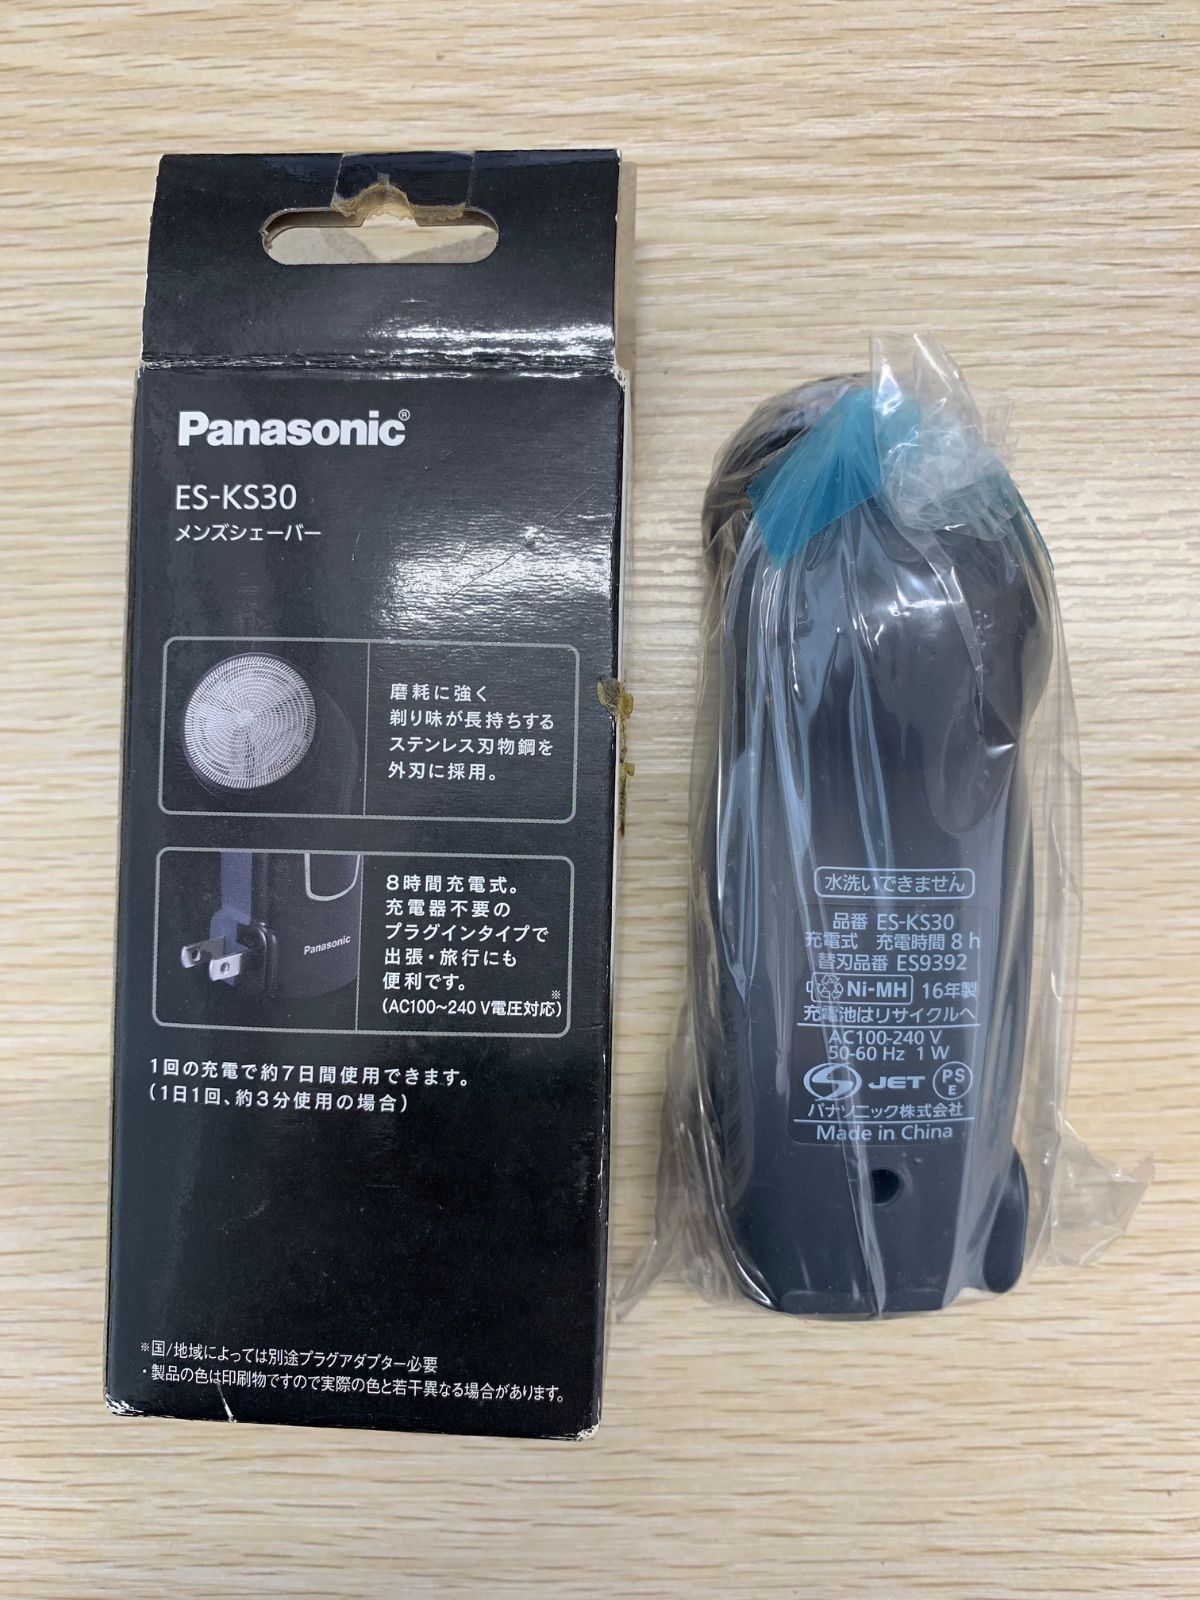 Panasonic®
ES-KS30
メンズシェーバー
磨耗に強く
剃り味が長持ちする
ステンレス刃物鋼を
外刃に採用。
Panasonic
8時間充電式。
充電器不要の
プラグインタイプで
出張・旅行にも
便利です。
(AC100~240 V電圧対応)※
1回の充電で約7日間使用できます。
(1日1回、約3分使用の場合)
※国/地域によっては別途プラグアダプター必要
・製品の色は印刷物ですので実際の色と若干異なる場合があります。
水洗いできません
品番 ES-KS30
充電式 充電時間 8 h
替刃品番 ES9392
Ni-MH 16年製
充電池はリサイクルへ
AC100-240 V
50-60 Hz 1 W
JET
PS
E
パナソニック株式会社
Made in China